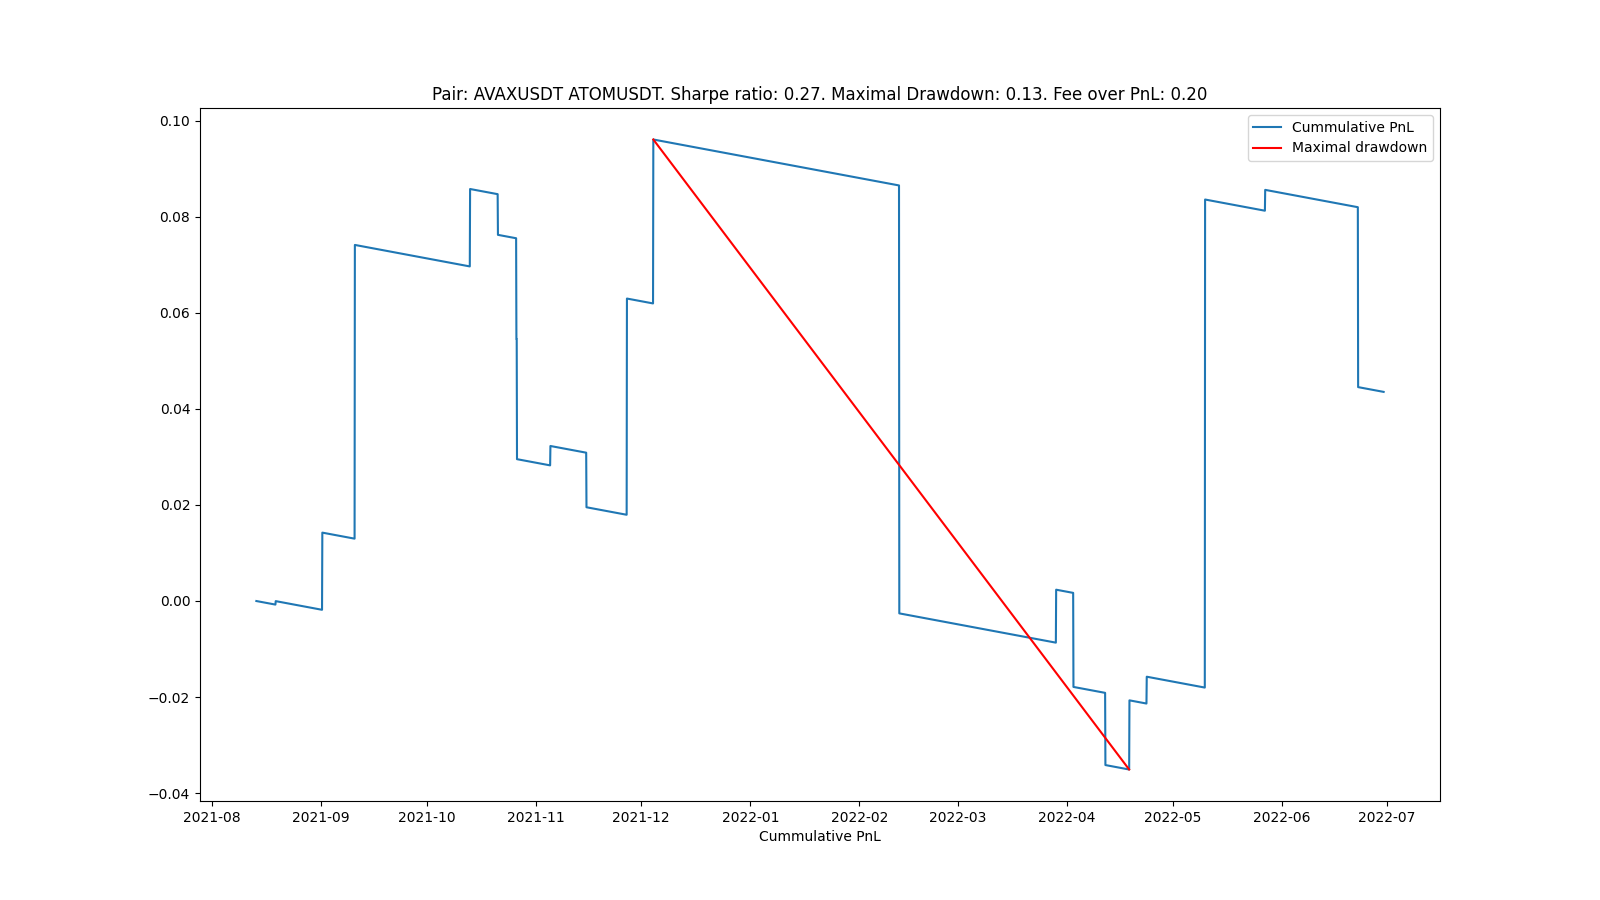 Pair: AVAXUSDT ATOMUSDT. Sharpe ratio: 0.27. Maximal Drawdown: 0.13. Fee over PnL: 0.20
Cummulative PnL
Maximal drawdown
0.10
0.08
0.06
0.04
0.02
0.00
−0.02
−0.04
2021-08 2021-09 2021-10 2021-11 2021-12 2022-01 2022-02 2022-03 2022-04 2022-05 2022-06 2022-07
Cummulative PnL